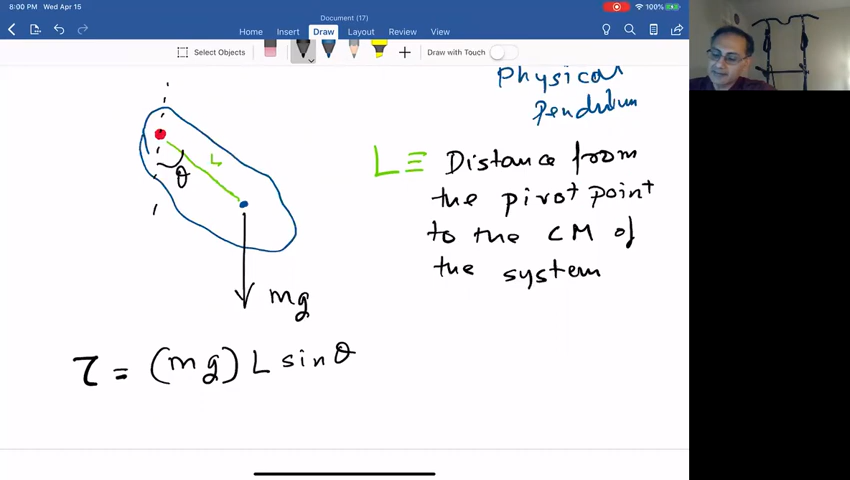 8:00 PM Wed Apr 15
100%
Document (17)
Home Insert Draw Layout Review View
Select Objects
Draw with Touch
Physical
Pendulum
L
θ
mg
L ≡ Distance from
the pivot point
to the CM of
the system
τ = (mg) L sinθ